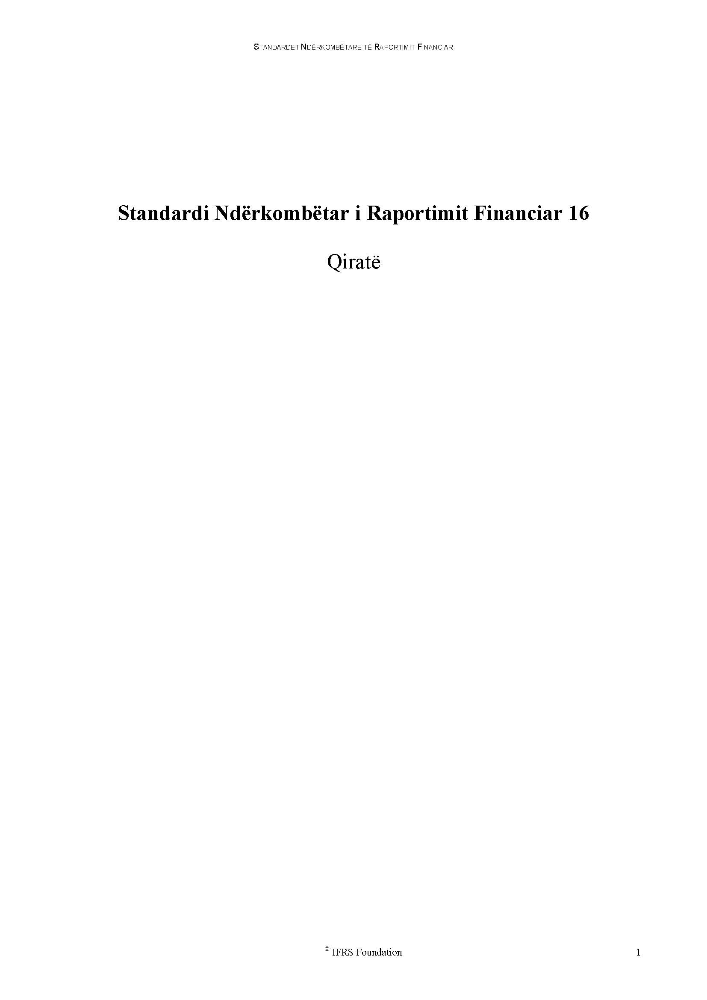 STANDARDET NDËRKOMBËTARE TË RAPORTIMIT FINANCIAR
Standardi Ndërkombëtar i Raportimit Financiar 16
Qiratë
© IFRS Foundation 1